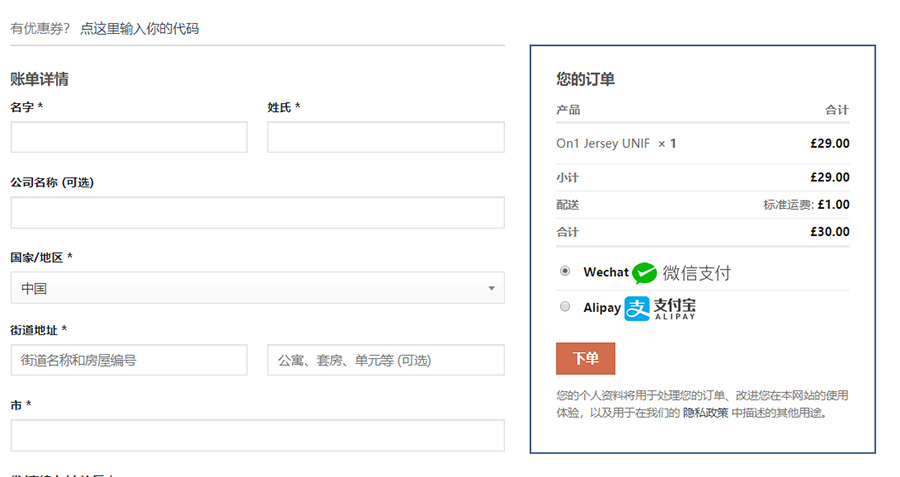 有优惠券? 点这里输入你的代码
账单详情
名字 *
姓氏 *
公司名称 (可选)
国家/地区 *
中国
街道地址 *
街道名称和房屋编号
公寓、套房、单元等 (可选)
市 *
您的订单
产品 合计
On1 Jersey UNIF × 1 £29.00
小计 £29.00
配送 标准运费: £1.00
合计 £30.00
Wechat 微信支付
Alipay 支 支付宝
ALIPAY
下单
您的个人资料将用于处理您的订单、改进您在本网站的使用
体验，以及用于在我们的 隐私政策 中描述的其他用途。